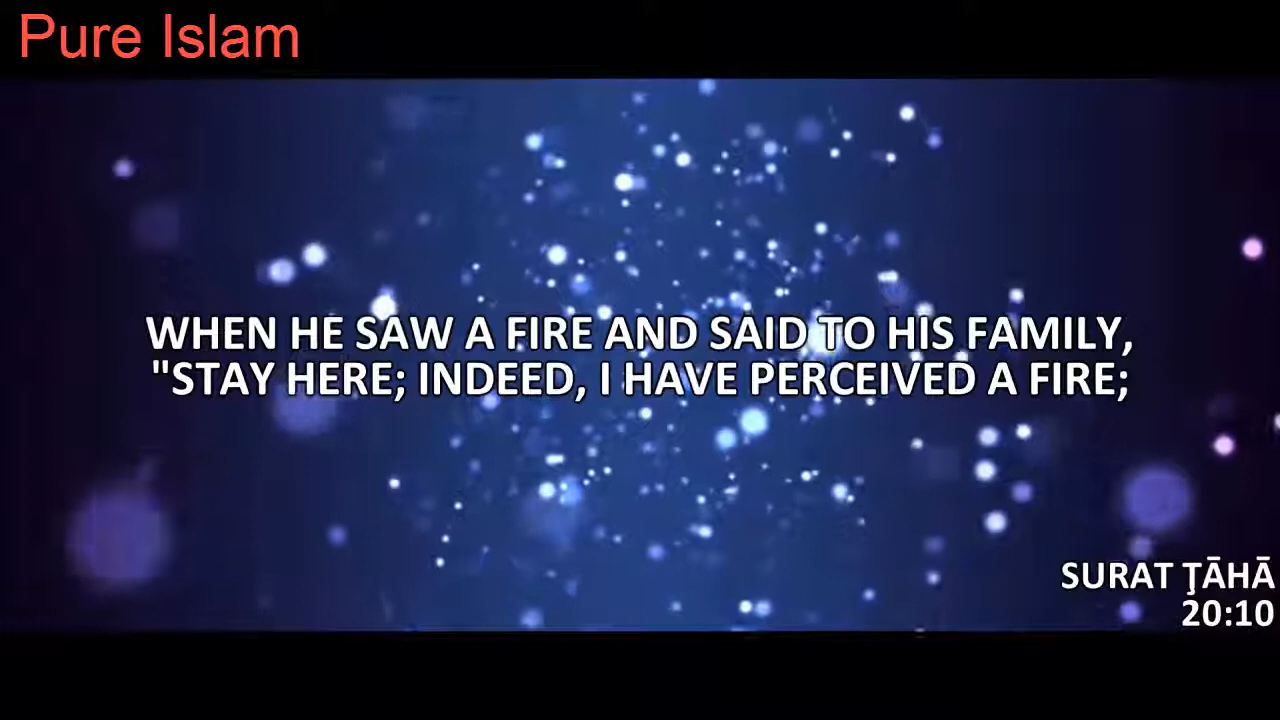 Pure Islam
WHEN HE SAW A FIRE AND SAID TO HIS FAMILY,
"STAY HERE; INDEED, I HAVE PERCEIVED A FIRE;
SURAT ŢĀHĀ
20:10